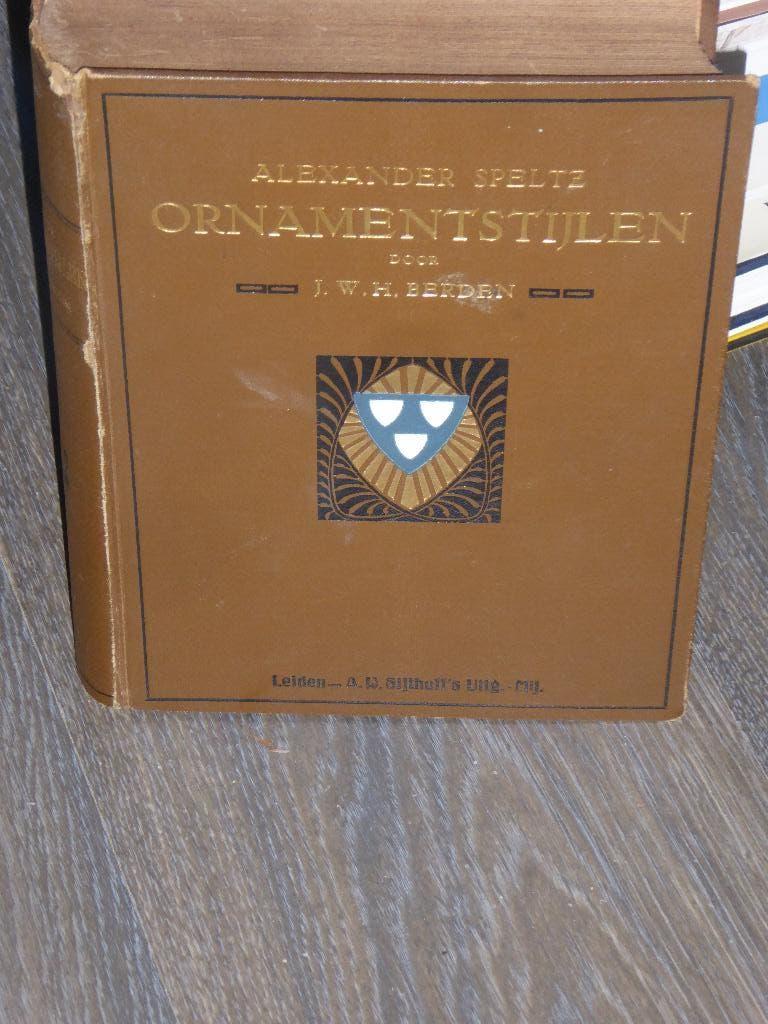 ALEXANDER SPELTZ
ORNAMENTSTIJLEN
DOOR
J. W. H. BERDEN
Leiden — A. W. Sijthoff's Uitg.-Mij.